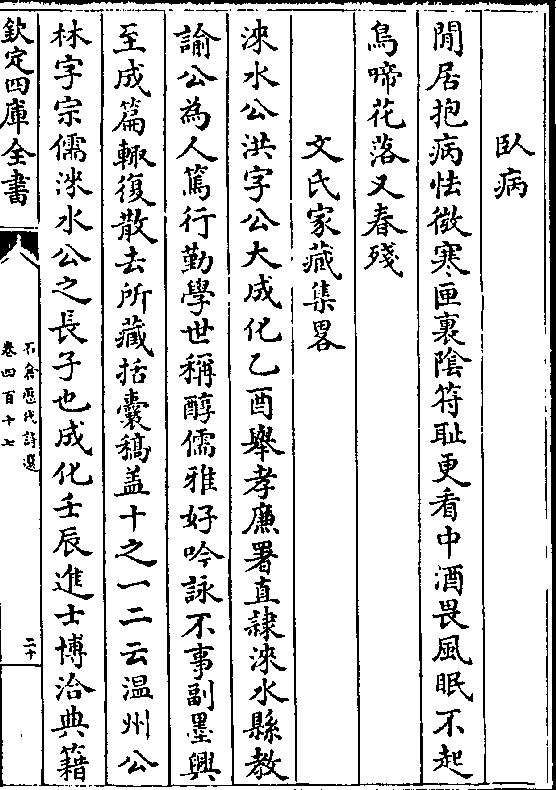 臥病
閒居抱病怯微寒匣裏陰符耻更看中酒畏風眠不起
鳥啼花落又春殘
文氏家藏集畧
淶水公洪字公大成化乙酉舉孝廉署直隷淶水縣教
諭公為人篤行勤學世稱醇儒雅好吟詠不事副墨興
至成篇輙復散去所藏括囊稿盖十之一二云温州公
林字宗儒淶水公之長子也成化壬辰進士博洽典籍
欽定四庫全書
石倉歷代詩選
卷四百十七
二十